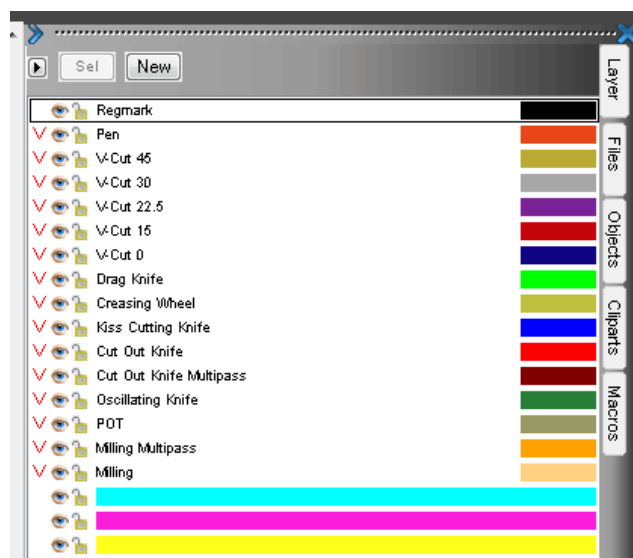 Sel
New
Layer
Files
Objects
Cliparts
Macros
Regmark
Pen
V-Cut 45
V-Cut 30
V-Cut 22.5
V-Cut 15
V-Cut 0
Drag Knife
Creasing Wheel
Kiss Cutting Knife
Cut Out Knife
Cut Out Knife Multipass
Oscillating Knife
POT
Milling Multipass
Milling